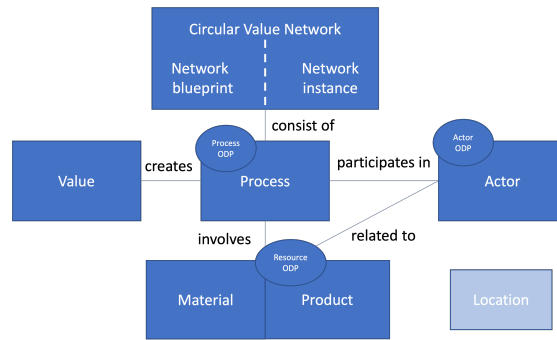 Circular Value Network
Network
blueprint
Network
instance
consist of
Process
ODP
Actor
ODP
Value
creates
Process
participates in
Actor
involves
related to
Resource
ODP
Material
Product
Location